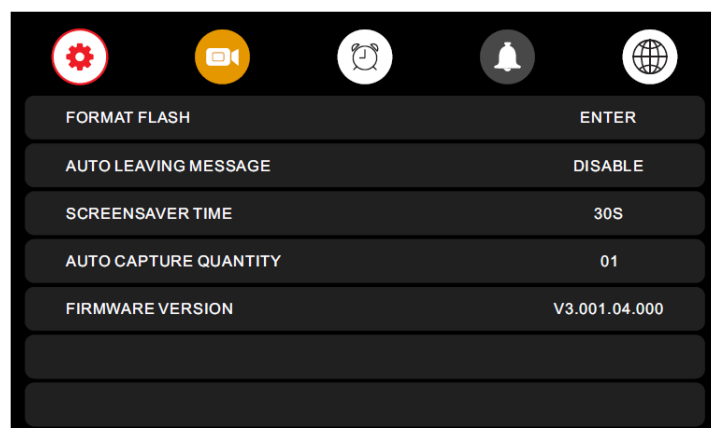 FORMAT FLASH ENTER
AUTO LEAVING MESSAGE DISABLE
SCREENSAVER TIME 30S
AUTO CAPTURE QUANTITY 01
FIRMWARE VERSION V3.001.04.000